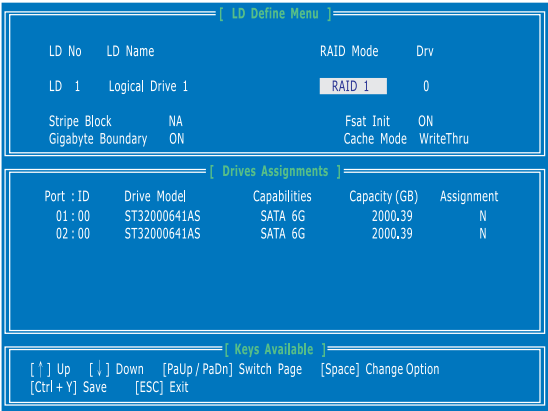 [ LD Define Menu ]
LD No LD Name RAID Mode Drv
LD 1 Logical Drive 1 RAID 1 0
Stripe Block NA Fsat Init ON
Gigabyte Boundary ON Cache Mode WriteThru
[ Drives Assignments ]
Port : ID Drive Model Capabilities Capacity (GB) Assignment
01 : 00 ST32000641AS SATA 6G 2000.39 N
02 : 00 ST32000641AS SATA 6G 2000.39 N
[ Keys Available ]
[ ↑ ] Up [ ↓ ] Down [PaUp / PaDn] Switch Page [Space] Change Option
[Ctrl + Y] Save [ESC] Exit